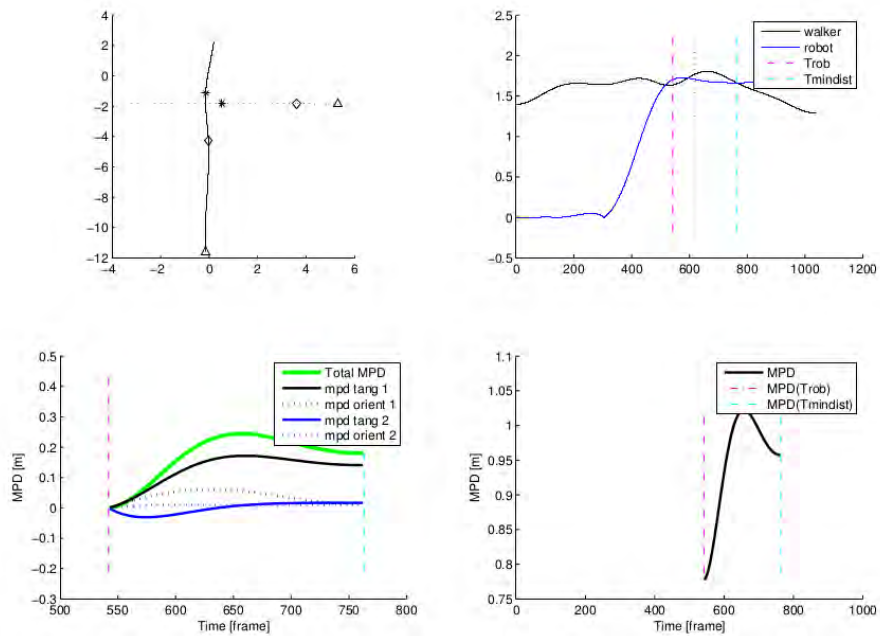 4
2
0
−2
−4
−6
−8
−10
−12
−4 −2 0 2 4 6
2.5
2
1.5
1
0.5
0
−0.5
0 200 400 600 800 1000 1200
walker
robot
Trob
Tmindist
0.5
0.4
0.3
0.2
0.1
0
−0.1
−0.2
−0.3
500 550 600 650 700 750 800
MPD [m]
Time [frame]
Total MPD
mpd tang 1
mpd orient 1
mpd tang 2
mpd orient 2
1.1
1.05
1
0.95
0.9
0.85
0.8
0.75
0 200 400 600 800 1000
MPD [m]
Time [frame]
MPD
MPD(Trob)
MPD(Tmindist)